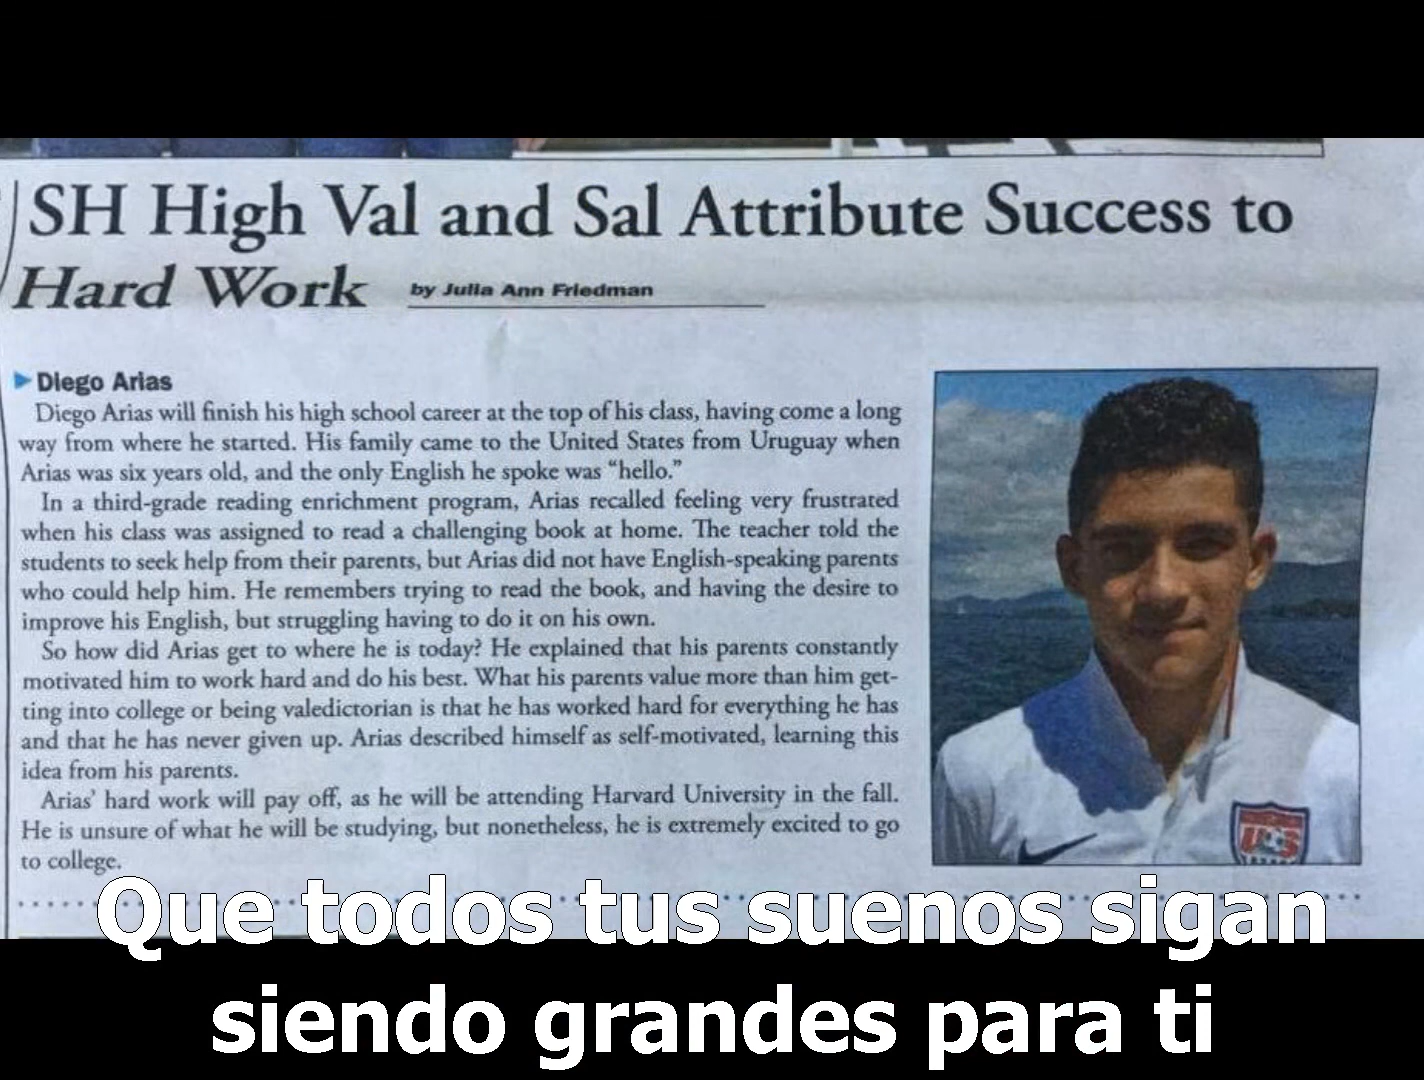 SH High Val and Sal Attribute Success to
Hard Work by Julia Ann Friedman
Diego Arias
Diego Arias will finish his high school career at the top of his class, having come a long
way from where he started. His family came to the United States from Uruguay when
Arias was six years old, and the only English he spoke was “hello.”
In a third-grade reading enrichment program, Arias recalled feeling very frustrated
when his class was assigned to read a challenging book at home. The teacher told the
students to seek help from their parents, but Arias did not have English-speaking parents
who could help him. He remembers trying to read the book, and having the desire to
improve his English, but struggling having to do it on his own.
So how did Arias get to where he is today? He explained that his parents constantly
motivated him to work hard and do his best. What his parents value more than him get-
ting into college or being valedictorian is that he has worked hard for everything he has
and that he has never given up. Arias described himself as self-motivated, learning this
idea from his parents.
Arias’ hard work will pay off, as he will be attending Harvard University in the fall.
He is unsure of what he will be studying, but nonetheless, he is extremely excited to go
to college.
US
Que todos tus suenos sigan
siendo grandes para ti